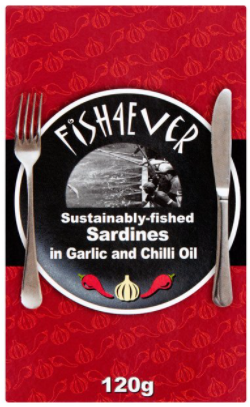 FISH4EVER
Sustainably-fished
Sardines
in Garlic and Chilli Oil
120g